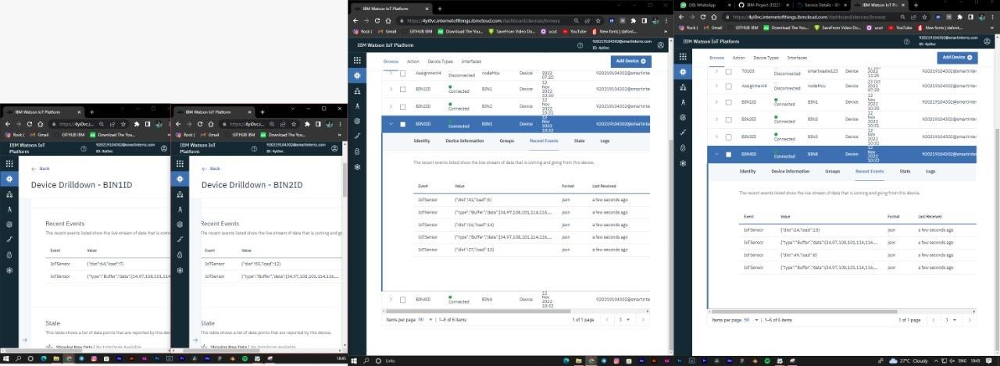 IBM Watson IoT Platform
https://4yi0vc.i
Rock (
Gmail
GITHUB IBM
IBM Watson IoT
Platform
920219104302@smartinternz.com
ID: 4yi0vc
← Back
Device Drilldown - BIN1ID
Recent Events
The recent events listed show the live stream of data that is com
Event Value
IoTSensor {"dist":64,"load":7}
IoTSensor {"type":"Buffer","data":[34,97,108,101,114
State
This table shows a list of data points that are reported by this device.
Showing Raw Data | No Interfaces Available
IBM Watson IoT Platform
https://4yi0vc.i
Rock (
Gmail
GITHUB IBM
IBM Watson IoT
Platform
920219104302@smartinternz.com
ID: 4yi0vc
← Back
Device Drilldown - BIN2ID
Recent Events
The recent events listed show the live stream of data that is coming and go
Event Value
IoTSensor {"dist":50,"load":12}
IoTSensor {"type":"Buffer","data":[34,97,108,101,114,116...
State
This table shows a list of data points that are reported by this device.
Showing Raw Data | No Interfaces Available
18:45
IBM Watson IoT Platform
https://4yi0vc.internetofthings.ibmcloud.com/dashboard/devices/browse
Rock ( Gmail GITHUB IBM Download The You... SaveFrom Video Do... ucut YouTube New fonts | dafont...
IBM Watson IoT Platform
920219104302@smartinternz.com
ID: 4yi0vc
Browse Action Device Types Interfaces Add Device
Assignment4 Disconnected nodeMcu Device 2022 07:20
BIN1ID Connected BIN1 Device 12 Nov 2022 10:30
BIN2ID Connected BIN2 Device 12 Nov 2022 10:31
BIN3ID Connected BIN3 Device 12 Nov 2022 10:32 920219104302@smartinte
Identity Device Information Groups Recent Events State Logs
The recent events listed show the live stream of data that is coming and going from this device.
Event Value Format Last Received
IoTSensor {"dist":41,"load":5} json a few seconds ago
IoTSensor {"type":"Buffer","data":[34,97,108,101,114,116... json a few seconds ago
IoTSensor {"dist":16,"load":14} json a few seconds ago
IoTSensor {"type":"Buffer","data":[34,97,108,101,114,116... json a few seconds ago
IoTSensor {"dist":27,"load":10} json a few seconds ago
BIN4ID Connected BIN4 Device 12 Nov 2022 10:32 920219104302@smartinte
Items per page 50 | 1–6 of 6 items 1 of 1 page 1
Links
(38) WhatsApp IBM-Project-35221 Service Details - IB IBM Watson IoT Pl
https://4yi0vc.internetofthings.ibmcloud.com/dashboard/devices/browse
Rock ( Gmail GITHUB IBM Download The You... SaveFrom Video Do... ucut YouTube New fonts | dafont...
IBM Watson IoT Platform
920219104302@smartinternz.com
ID: 4yi0vc
Browse Action Device Types Interfaces Add Device
Disconnected smartwaste123 Device 2022 920219104302@smartinte
Assignment4 Disconnected nodeMcu Device 23 Oct 2022 07:20 920219104302@smartinte
BIN1ID Connected BIN1 Device 12 Nov 2022 10:30 920219104302@smartinte
BIN2ID Connected BIN2 Device 12 Nov 2022 10:31 920219104302@smartinte
BIN3ID Connected BIN3 Device 12 Nov 2022 10:32 920219104302@smartinte
BIN4ID Connected BIN4 Device 12 Nov 2022 10:32 920219104302@smartinter
Identity Device Information Groups Recent Events State Logs
The recent events listed show the live stream of data that is coming and going from this device.
Event Value Format Last Received
IoTSensor {"dist":24,"load":15} json a few seconds ago
IoTSensor {"type":"Buffer","data":[34,97,108,101,114,116... json a few seconds ago
IoTSensor {"dist":49,"load":8} json a few seconds ago
IoTSensor {"type":"Buffer","data":[34,97,108,101,114,116... json a few seconds ago
Items per page 50 | 1–6 of 6 items 1 of 1 page 1
27°C Cloudy ENG 18:45